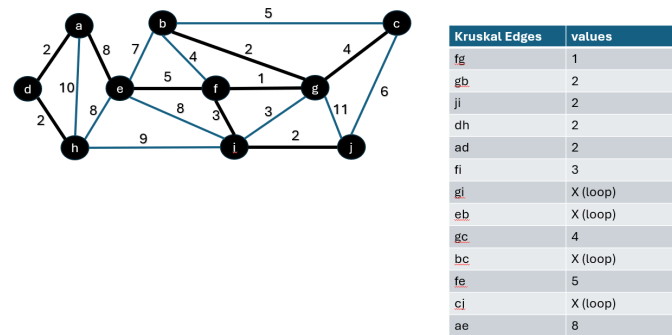 5
a
b
c
2
8
7
4
2
4
d
10
e
5
f
1
g
6
2
8
8
3
3
11
h
9
i
2
j
Kruskal Edges values
fg 1
gb 2
ji 2
dh 2
ad 2
fi 3
gi X (loop)
eb X (loop)
gc 4
bc X (loop)
fe 5
cj X (loop)
ae 8